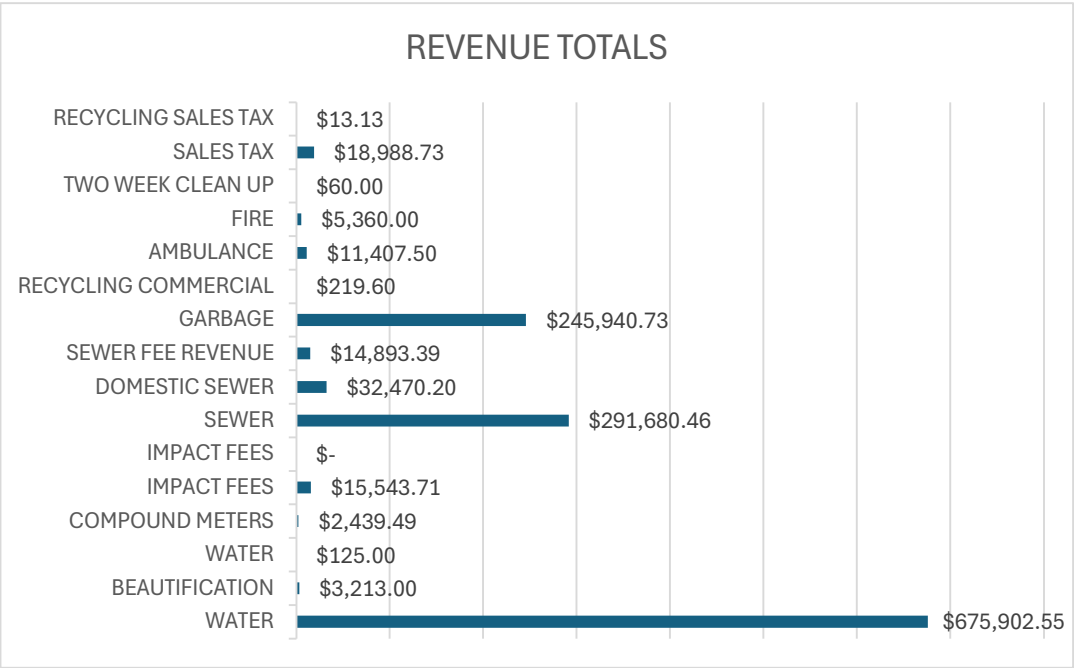 REVENUE TOTALS
RECYCLING SALES TAX $13.13
SALES TAX $18,988.73
TWO WEEK CLEAN UP $60.00
FIRE $5,360.00
AMBULANCE $11,407.50
RECYCLING COMMERCIAL $219.60
GARBAGE $245,940.73
SEWER FEE REVENUE $14,893.39
DOMESTIC SEWER $32,470.20
SEWER $291,680.46
IMPACT FEES $-
IMPACT FEES $15,543.71
COMPOUND METERS $2,439.49
WATER $125.00
BEAUTIFICATION $3,213.00
WATER $675,902.55